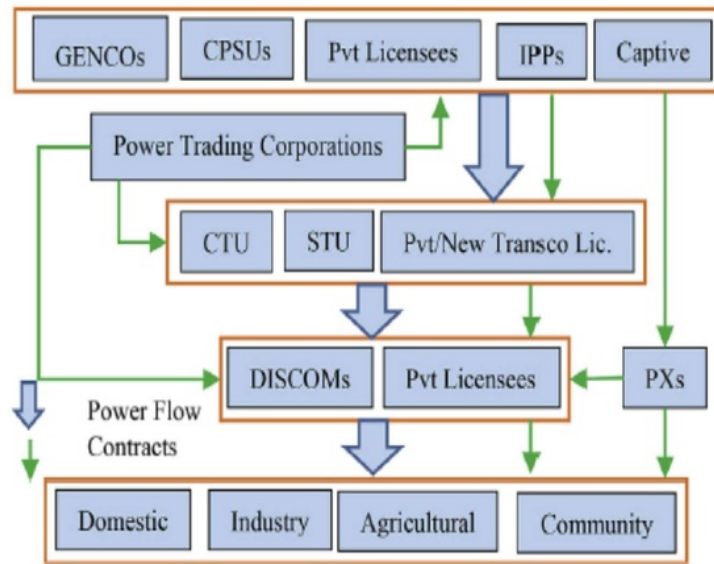 GENCOs
CPSUs
Pvt Licensees
IPPs
Captive
Power Trading Corporations
CTU
STU
Pvt/New Transco Lic.
DISCOMs
Pvt Licensees
PXs
Power Flow
Contracts
Domestic
Industry
Agricultural
Community